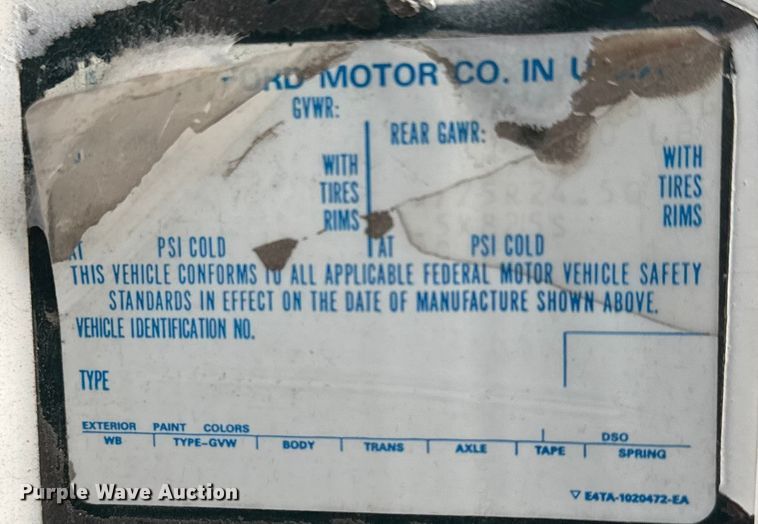 FORD MOTOR CO. IN
GVWR:
REAR GAWR:
WITH WITH
TIRES TIRES
RIMS RIMS
AT PSI COLD AT PSI COLD
THIS VEHICLE CONFORMS TO ALL APPLICABLE FEDERAL MOTOR VEHICLE SAFETY
STANDARDS IN EFFECT ON THE DATE OF MANUFACTURE SHOWN ABOVE.
VEHICLE IDENTIFICATION NO.
TYPE
EXTERIOR PAINT COLORS DSO
WB TYPE-GVW BODY TRANS AXLE TAPE SPRING
▽ E4TA-1020472-EA
Purple Wave Auction